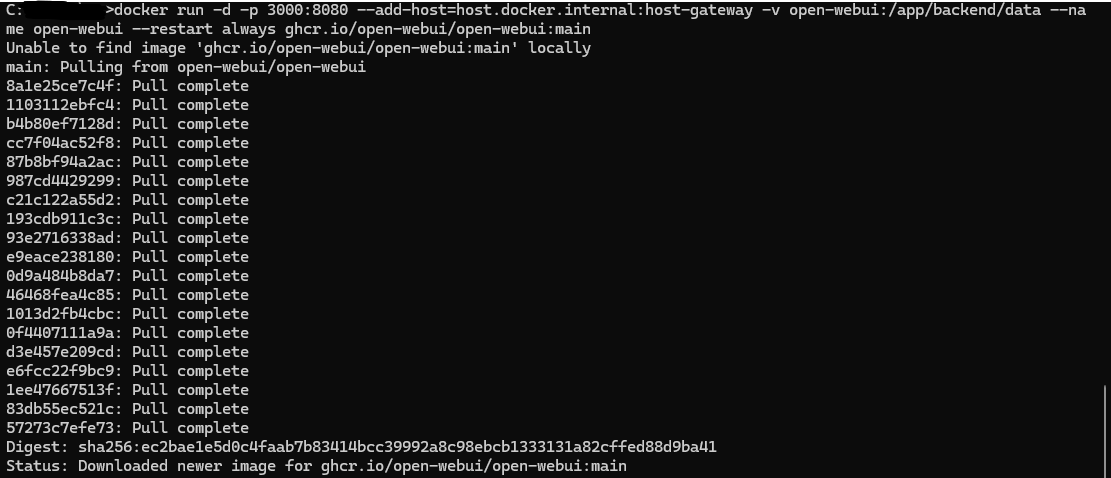 C: >docker run -d -p 3000:8080 --add-host=host.docker.internal:host-gateway -v open-webui:/app/backend/data --na
me open-webui --restart always ghcr.io/open-webui/open-webui:main
Unable to find image 'ghcr.io/open-webui/open-webui:main' locally
main: Pulling from open-webui/open-webui
8a1e25ce7c4f: Pull complete
1103112ebfc4: Pull complete
b4b80ef7128d: Pull complete
cc7f04ac52f8: Pull complete
87b8bf94a2ac: Pull complete
987cd4429299: Pull complete
c21c122a55d2: Pull complete
193cdb911c3c: Pull complete
93e2716338ad: Pull complete
e9eace238180: Pull complete
0d9a484b8da7: Pull complete
46468fea4c85: Pull complete
1013d2fb4cbc: Pull complete
0f4407111a9a: Pull complete
d3e457e209cd: Pull complete
e6fcc22f9bc9: Pull complete
1ee47667513f: Pull complete
83db55ec521c: Pull complete
57273c7efe73: Pull complete
Digest: sha256:ec2bae1e5d0c4faab7b83414bcc39992a8c98ebcb1333131a82cffed88d9ba41
Status: Downloaded newer image for ghcr.io/open-webui/open-webui:main